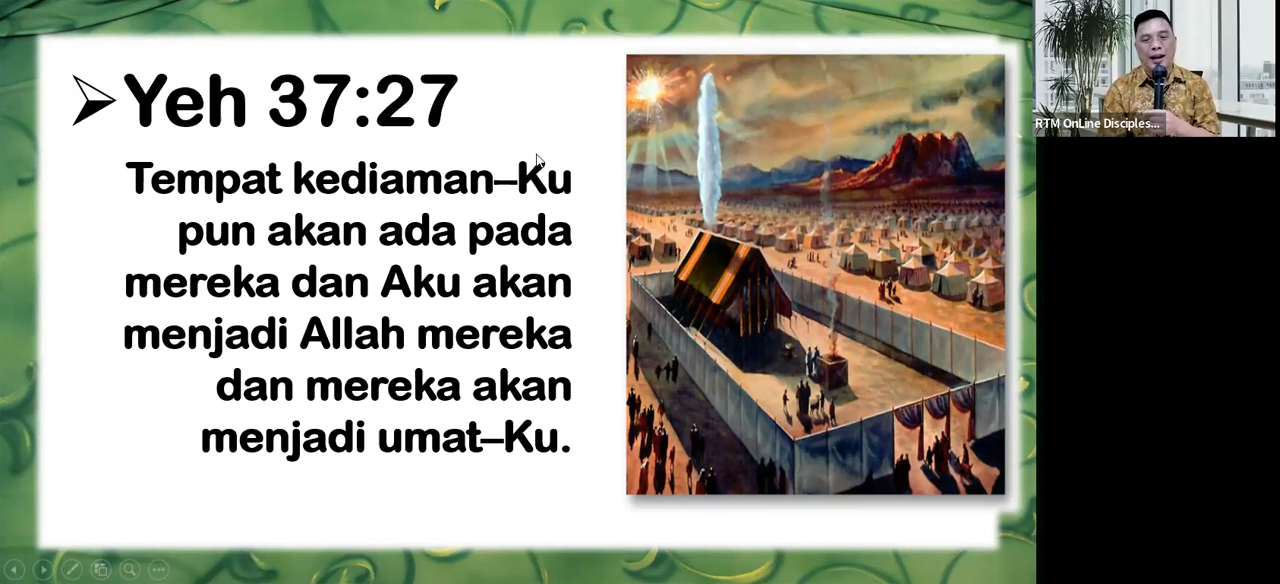 Yeh 37:27
Tempat kediaman–Ku
pun akan ada pada
mereka dan Aku akan
menjadi Allah mereka
dan mereka akan
menjadi umat–Ku.
RTM OnLine Disciples...